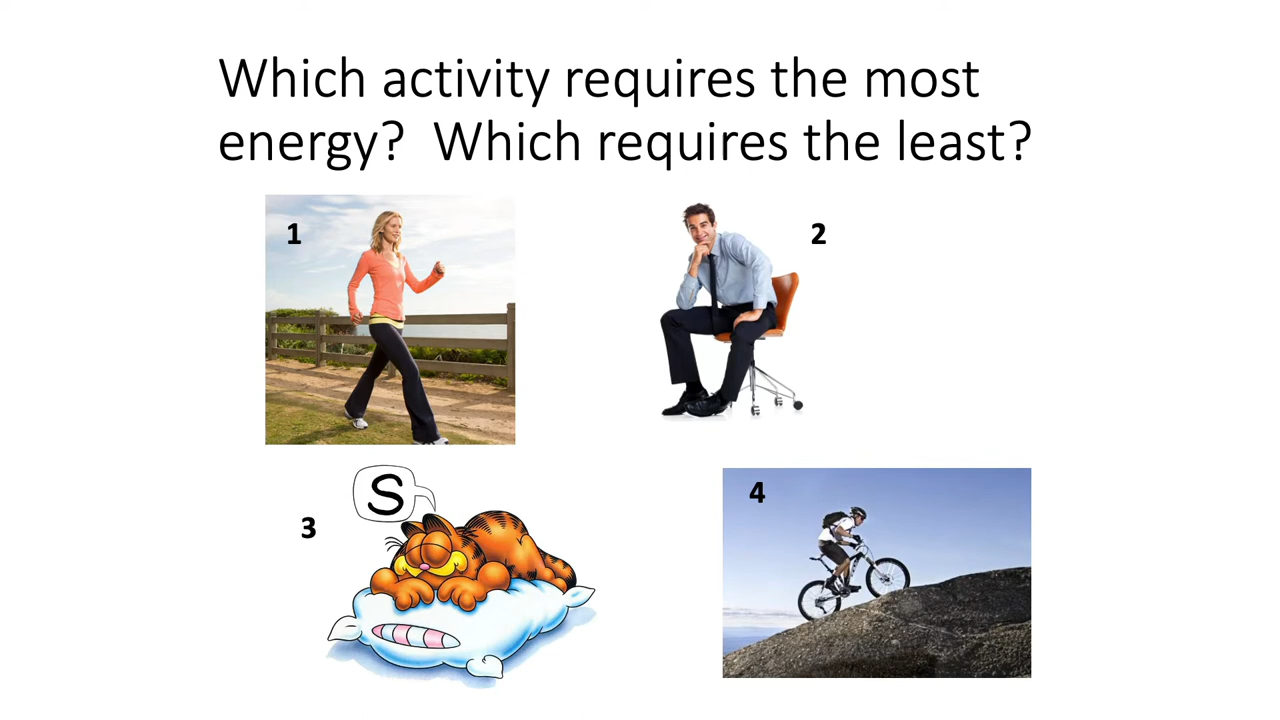 Which activity requires the most
energy? Which requires the least?
1
2
S
3
4